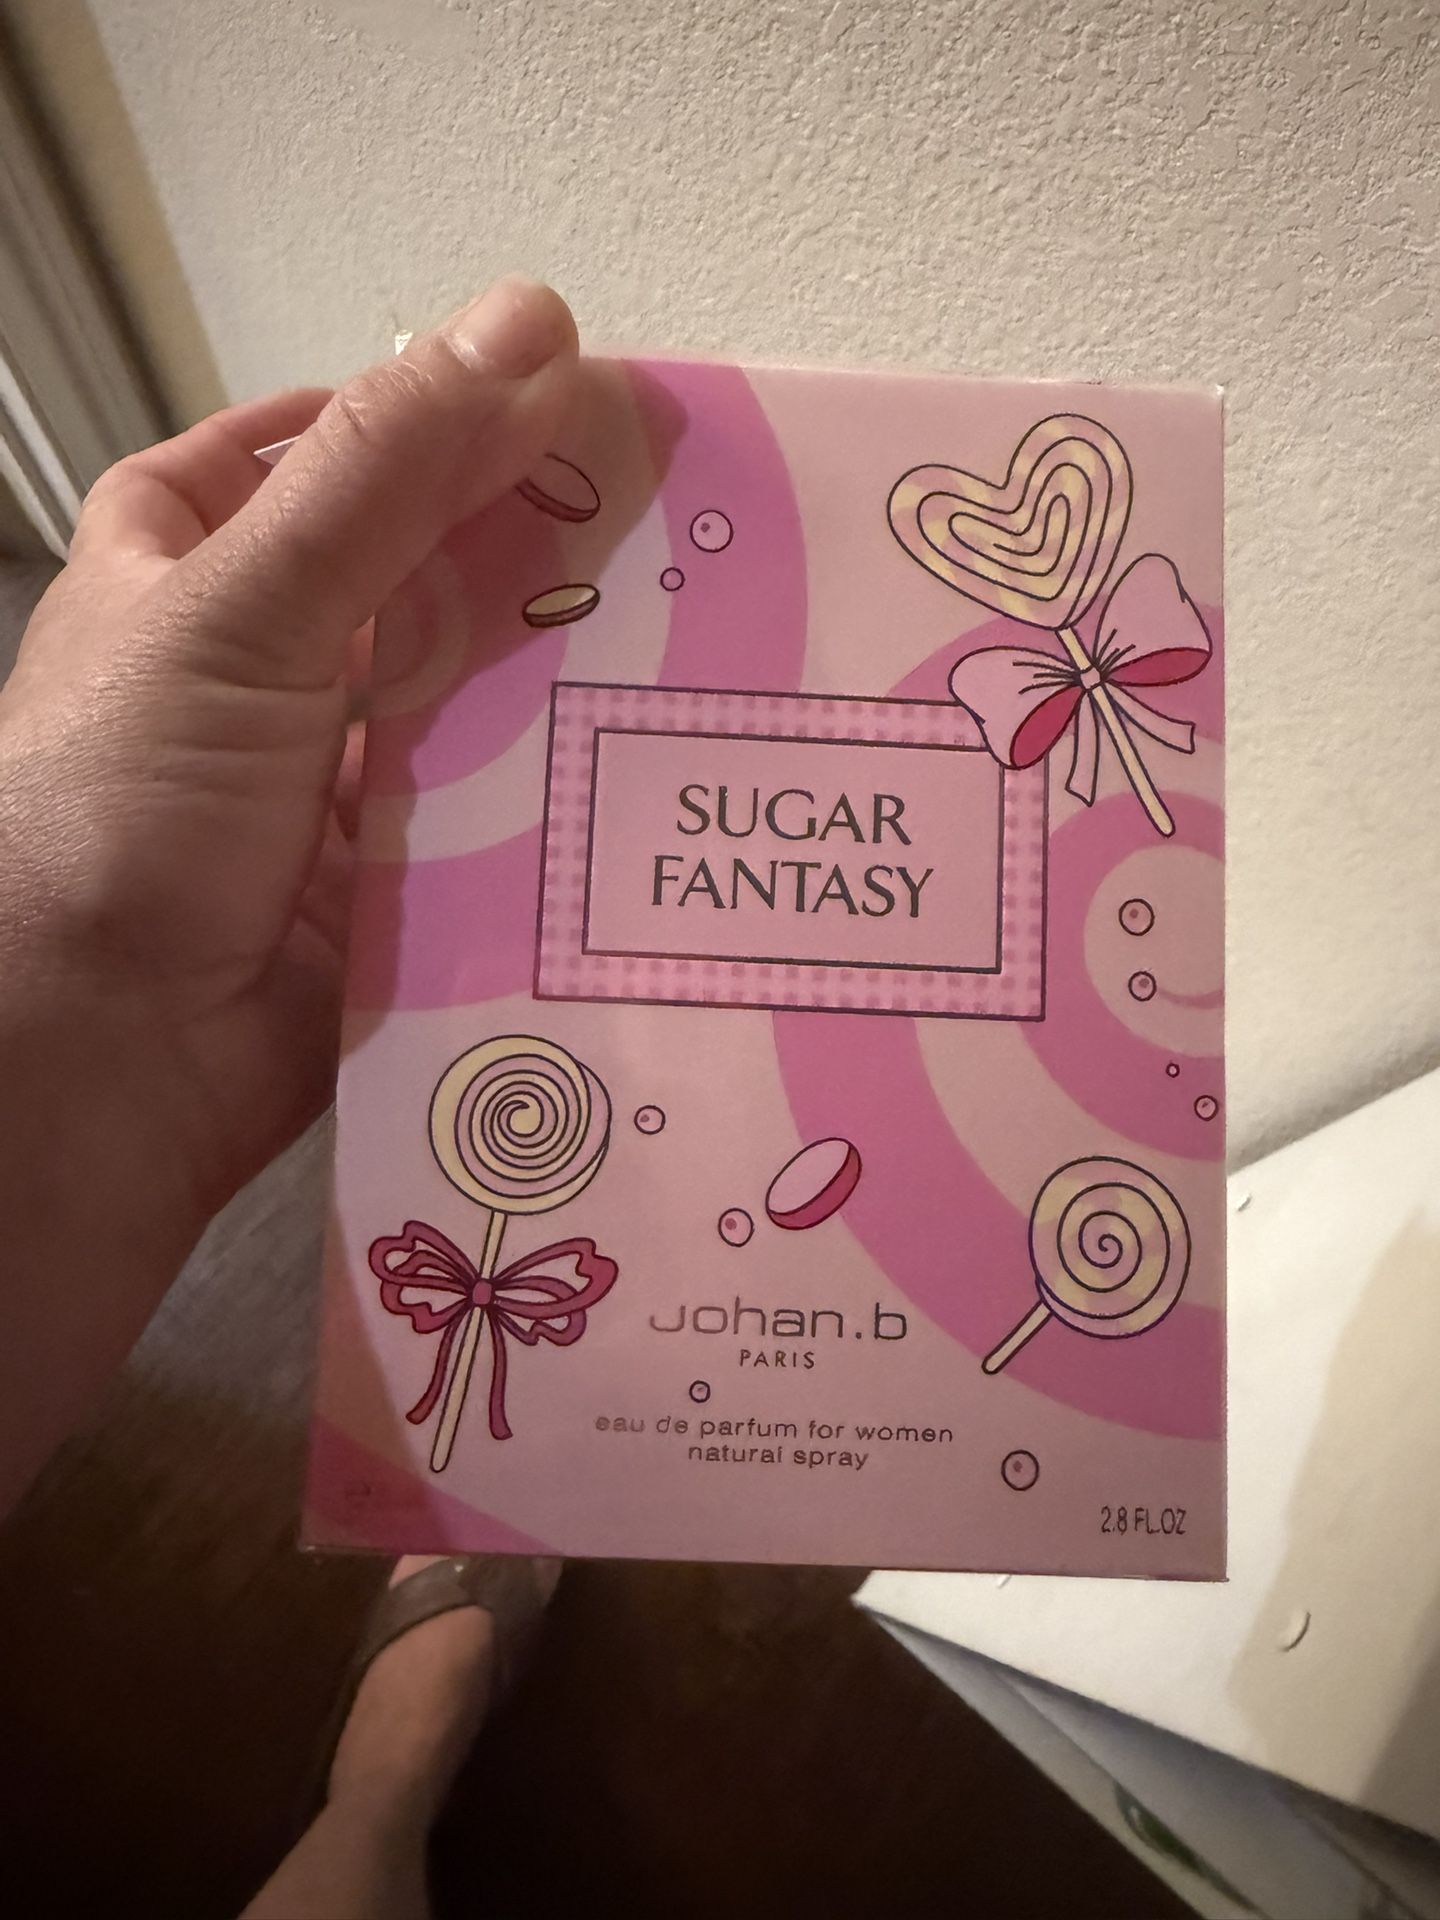 SUGAR
FANTASY
Johan.b
PARIS
eau de parfum for women
natural spray
2.8 FL.OZ